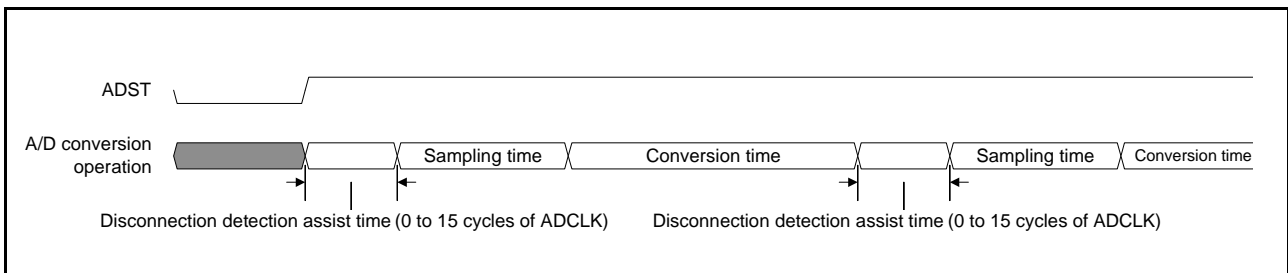 ADST
A/D conversion
operation
Sampling time
Conversion time
Sampling time
Conversion time
Disconnection detection assist time (0 to 15 cycles of ADCLK)
Disconnection detection assist time (0 to 15 cycles of ADCLK)